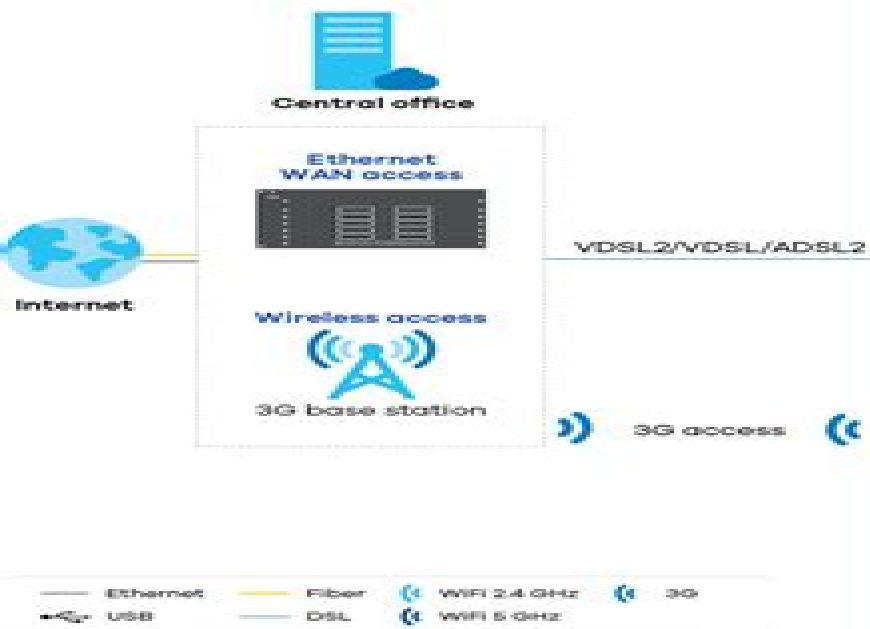 Central office
Ethernet
WAN access
VDSL2/VDSL/ADSL2
Internet
Wireless access
3G base station
3G access
Ethernet
Fiber
WiFi 2.4 GHz
3G
USB
DSL
WiFi 5 GHz